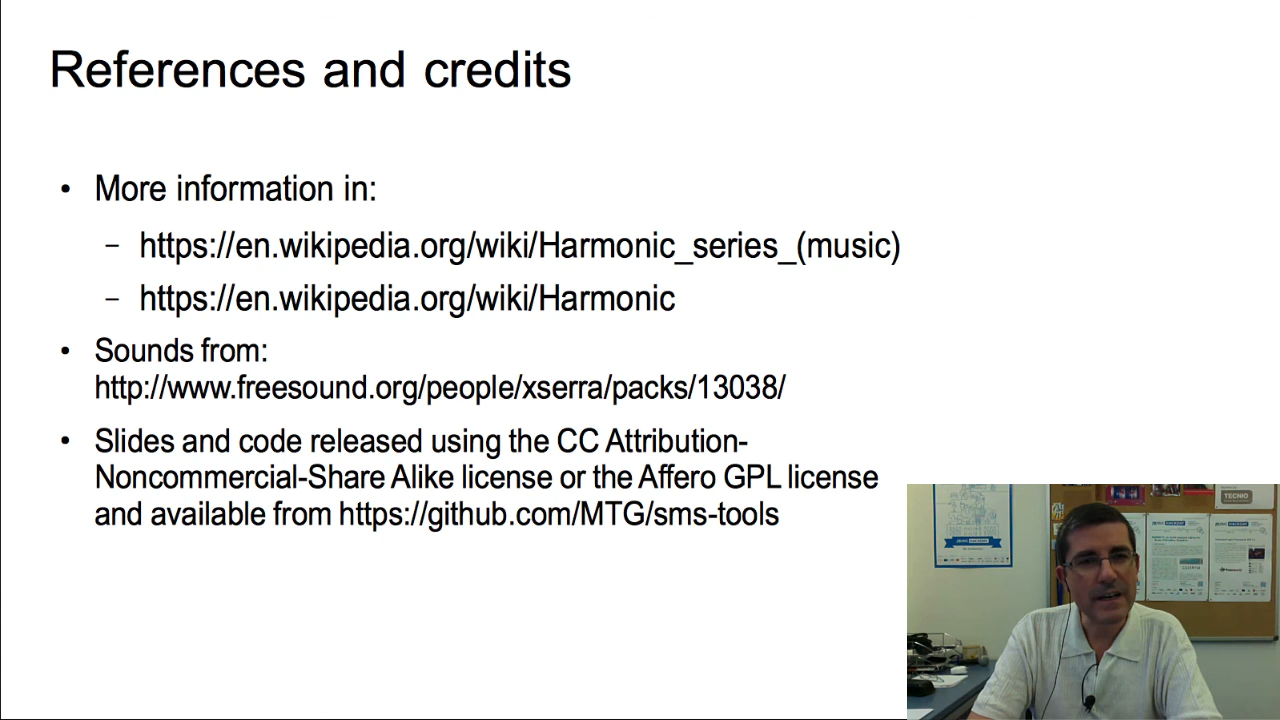 References and credits
• More information in:
– https://en.wikipedia.org/wiki/Harmonic_series_(music)
– https://en.wikipedia.org/wiki/Harmonic
• Sounds from:
http://www.freesound.org/people/xserra/packs/13038/
• Slides and code released using the CC Attribution-
Noncommercial-Share Alike license or the Affero GPL license
and available from https://github.com/MTG/sms-tools
TECNIO